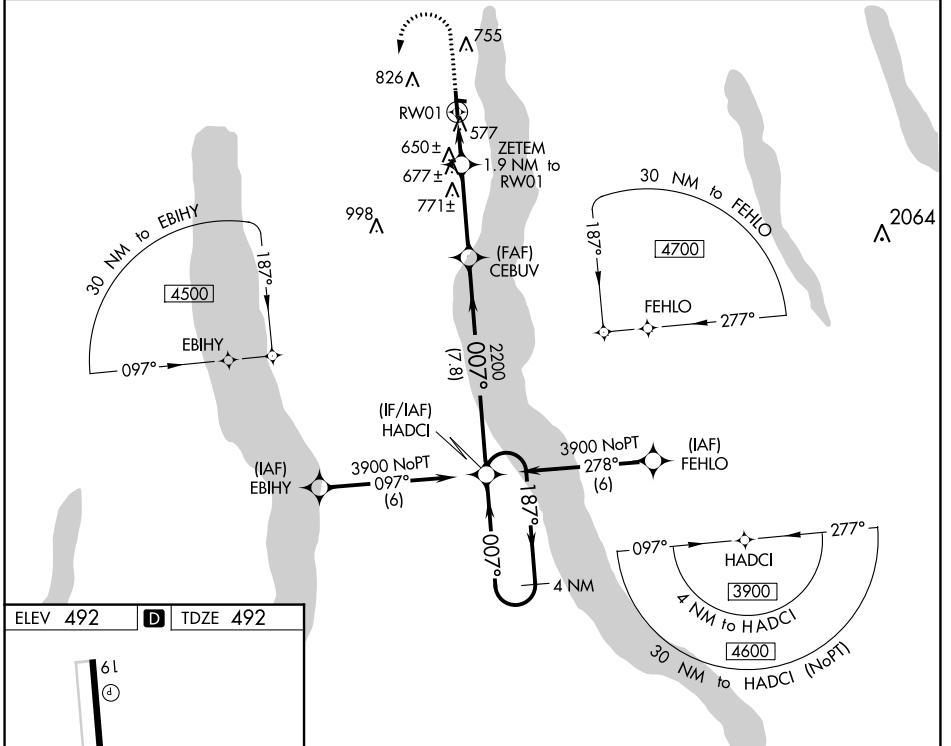 755
826
RW01
577
650±
ZETEM
1.9 NM to
RW01
677±
771±
998
30 NM to EBIHY
187°
4500
EBIHY
097°
30 NM to FEHLO
187°
4700
FEHLO
277°
2064
(FAF)
CEBUV
2200
007°
(7.8)
(IF/IAF)
HADCI
(IAF)
EBIHY
3900 NoPT
097°
(6)
3900 NoPT
278°
(6)
(IAF)
FEHLO
187°
007°
4 NM
097°
277°
HADCI
3900
4 NM to HADCI
4600
30 NM to HADCI (NoPT)
ELEV 492 D TDZE 492
19
P